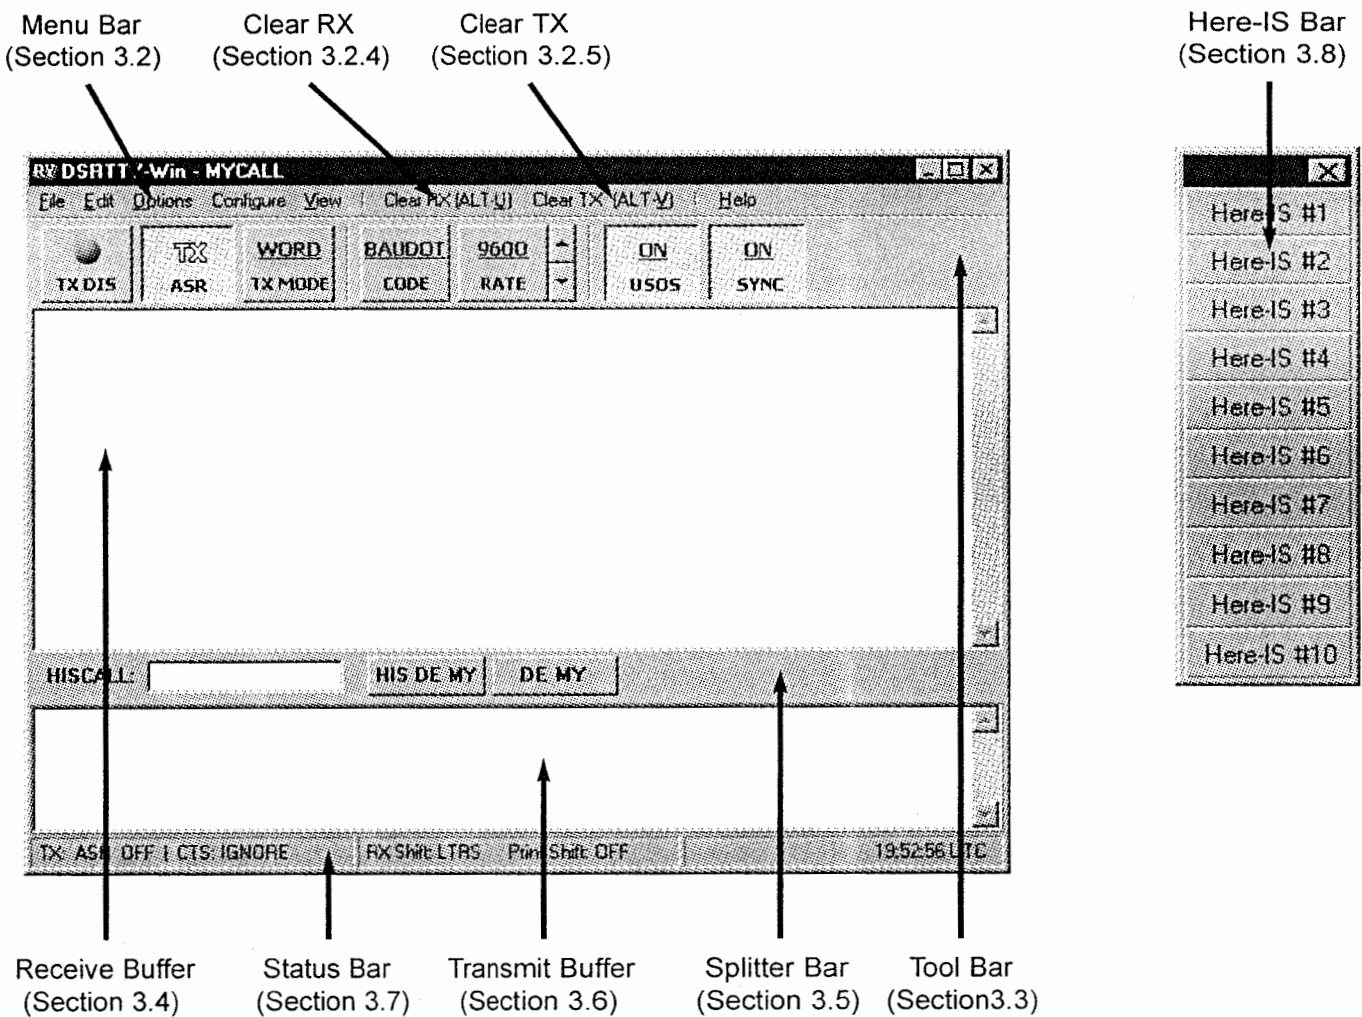 Menu Bar
(Section 3.2)
Clear RX
(Section 3.2.4)
Clear TX
(Section 3.2.5)
Here-IS Bar
(Section 3.8)
DSRTTY-Win - MYCALL
File Edit Options Configure View Clear RX (ALT-U) Clear TX (ALT-V) Help
TX WORD BAUDOT 9600 ON ON
TX DIS ASR TX MODE CODE RATE USOS SYNC
HISCALL: HIS DE MY DE MY
TX: ASR OFF | CTS: IGNORE RX Shift: LTRS Print Shift: OFF 19:52:56 UTC
Here-IS #1
Here-IS #2
Here-IS #3
Here-IS #4
Here-IS #5
Here-IS #6
Here-IS #7
Here-IS #8
Here-IS #9
Here-IS #10
Receive Buffer
(Section 3.4)
Status Bar
(Section 3.7)
Transmit Buffer
(Section 3.6)
Splitter Bar
(Section 3.5)
Tool Bar
(Section3.3)